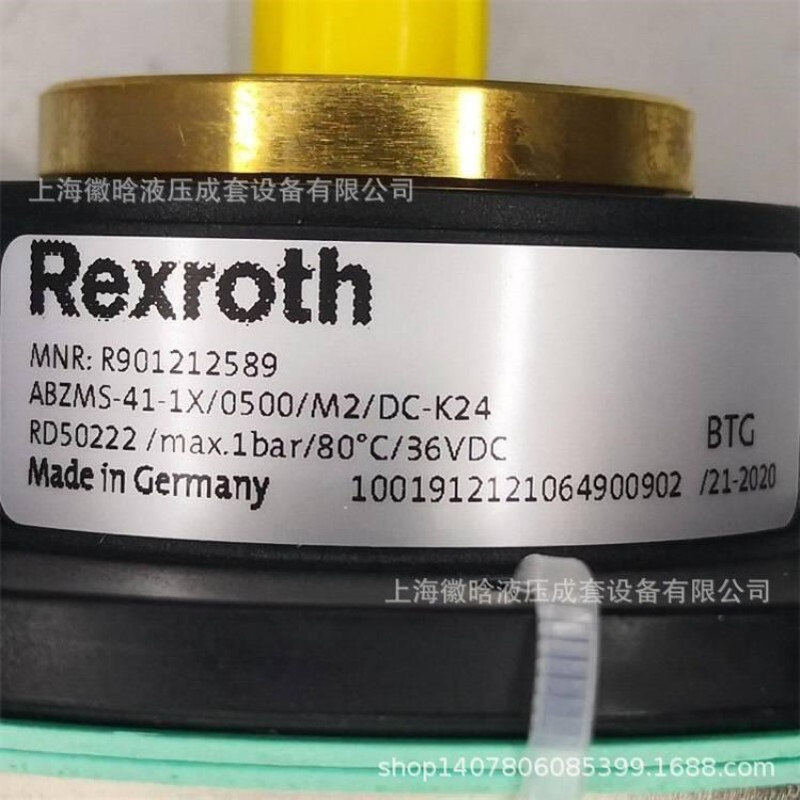 上海徽晗液压成套设备有限公司
Rexroth
MNR: R901212589
ABZMS-41-1X/0500/M2/DC-K24
RD50222 /max.1bar/80°C/36VDC BTG
Made in Germany 1001912121064900902 /21-2020
上海徽晗液压成套设备有限公司
shop1407806085399.1688.com